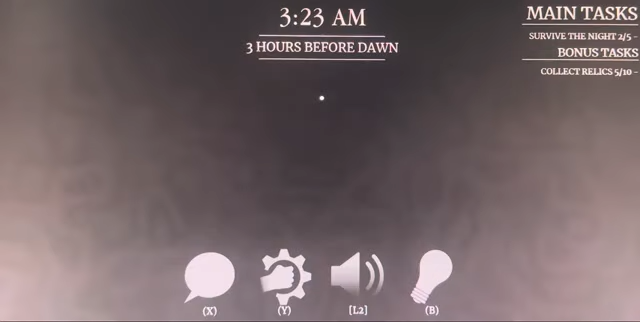 3:23 AM
3 HOURS BEFORE DAWN
MAIN TASKS
SURVIVE THE NIGHT 2/5 -
BONUS TASKS
COLLECT RELICS 5/10 -
(X)
(Y)
[L2]
(B)